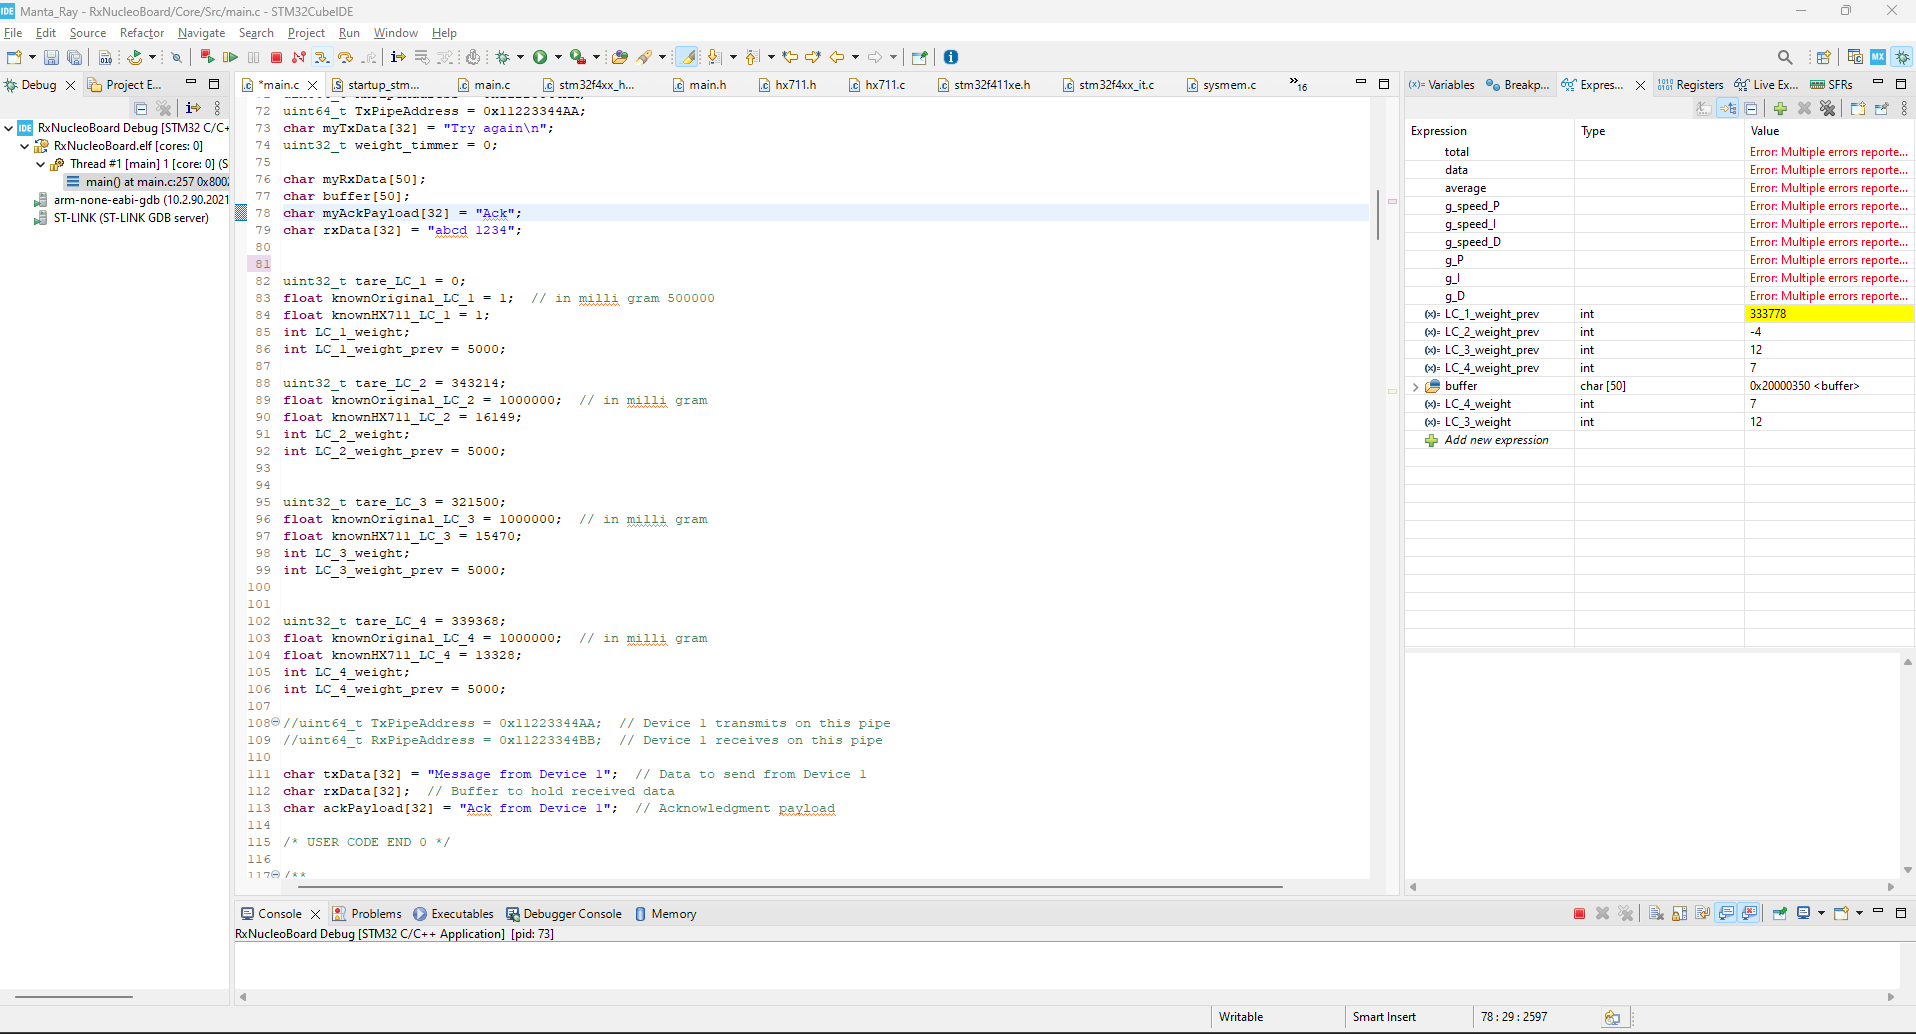 IDE Manta_Ray - RxNucleoBoard/Core/Src/main.c - STM32CubeIDE
File Edit Source Refactor Navigate Search Project Run Window Help
Debug Project E...
RxNucleoBoard Debug [STM32 C/C+
RxNucleoBoard.elf [cores: 0]
Thread #1 [main] 1 [core: 0] (S
main() at main.c:257 0x800
arm-none-eabi-gdb (10.2.90.2021
ST-LINK (ST-LINK GDB server)
*main.c startup_stm... main.c stm32f4xx_h... main.h hx711.h hx711.c stm32f411xe.h stm32f4xx_it.c sysmem.c »16
72 uint64_t TxPipeAddress = 0x11223344AA;
73 char myTxData[32] = "Try again\n";
74 uint32_t weight_timmer = 0;
75
76 char myRxData[50];
77 char buffer[50];
78 char myAckPayload[32] = "Ack";
79 char rxData[32] = "abcd 1234";
80
81
82 uint32_t tare_LC_1 = 0;
83 float knownOriginal_LC_1 = 1;  // in milli gram 500000
84 float knownHX711_LC_1 = 1;
85 int LC_1_weight;
86 int LC_1_weight_prev = 5000;
87
88 uint32_t tare_LC_2 = 343214;
89 float knownOriginal_LC_2 = 1000000;  // in milli gram
90 float knownHX711_LC_2 = 16149;
91 int LC_2_weight;
92 int LC_2_weight_prev = 5000;
93
94
95 uint32_t tare_LC_3 = 321500;
96 float knownOriginal_LC_3 = 1000000;  // in milli gram
97 float knownHX711_LC_3 = 15470;
98 int LC_3_weight;
99 int LC_3_weight_prev = 5000;
100
101
102 uint32_t tare_LC_4 = 339368;
103 float knownOriginal_LC_4 = 1000000;  // in milli gram
104 float knownHX711_LC_4 = 13328;
105 int LC_4_weight;
106 int LC_4_weight_prev = 5000;
107
108 //uint64_t TxPipeAddress = 0x11223344AA;  // Device 1 transmits on this pipe
109 //uint64_t RxPipeAddress = 0x11223344BB;  // Device 1 receives on this pipe
110
111 char txData[32] = "Message from Device 1";  // Data to send from Device 1
112 char rxData[32];  // Buffer to hold received data
113 char ackPayload[32] = "Ack from Device 1";  // Acknowledgment payload
114
115 /* USER CODE END 0 */
116
117 /**
(x)= Variables Breakp... Expres... Registers Live Ex... SFRs
Expression Type Value
total Error: Multiple errors reporte...
data Error: Multiple errors reporte...
average Error: Multiple errors reporte...
g_speed_P Error: Multiple errors reporte...
g_speed_I Error: Multiple errors reporte...
g_speed_D Error: Multiple errors reporte...
g_P Error: Multiple errors reporte...
g_I Error: Multiple errors reporte...
g_D Error: Multiple errors reporte...
(x)= LC_1_weight_prev int 333778
(x)= LC_2_weight_prev int -4
(x)= LC_3_weight_prev int 12
(x)= LC_4_weight_prev int 7
buffer char [50] 0x20000350 <buffer>
(x)= LC_4_weight int 7
(x)= LC_3_weight int 12
Add new expression
Console Problems Executables Debugger Console Memory
RxNucleoBoard Debug [STM32 C/C++ Application] [pid: 73]
Writable Smart Insert 78 : 29 : 2597